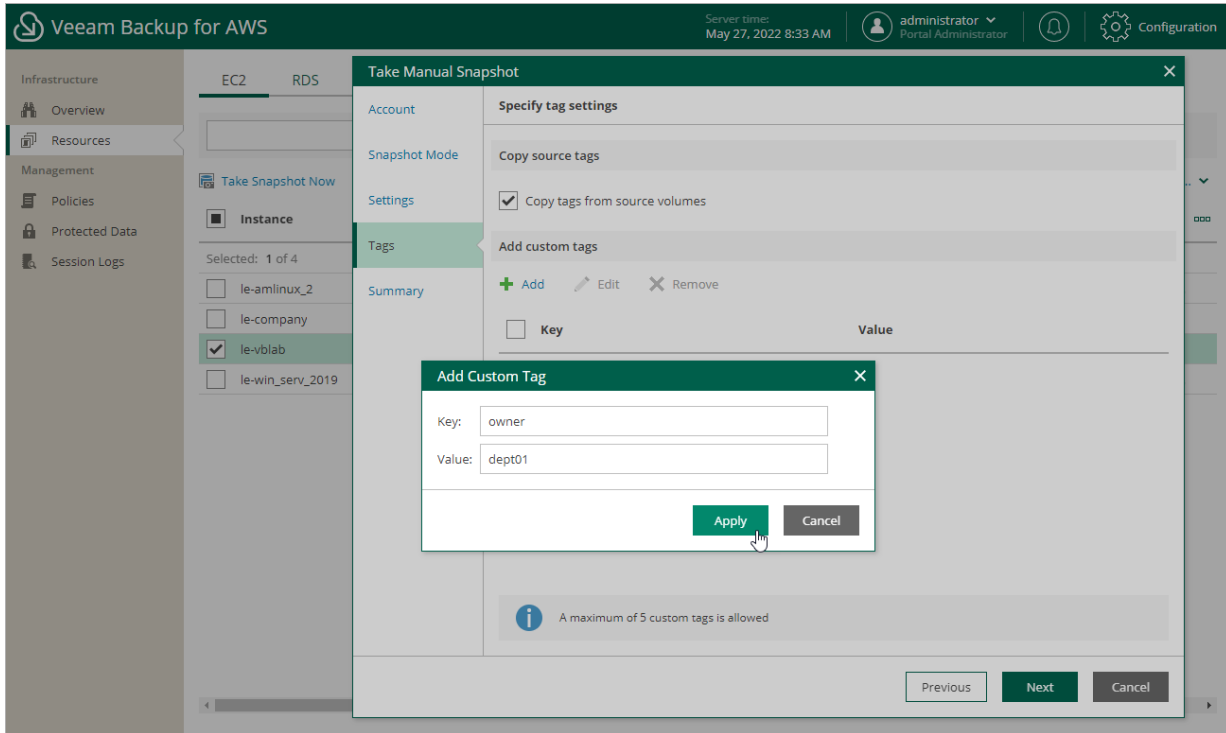 Veeam Backup for AWS
Server time:
May 27, 2022 8:33 AM
administrator
Portal Administrator
Configuration
Infrastructure
Overview
Resources
Management
Policies
Protected Data
Session Logs
EC2 RDS
Take Snapshot Now
Instance
Selected: 1 of 4
le-amlinux_2
le-company
le-vblab
le-win_serv_2019
Take Manual Snapshot
Account
Snapshot Mode
Settings
Tags
Summary
Specify tag settings
Copy source tags
Copy tags from source volumes
Add custom tags
Add Edit Remove
Key Value
Add Custom Tag
Key: owner
Value: dept01
Apply Cancel
A maximum of 5 custom tags is allowed
Previous Next Cancel